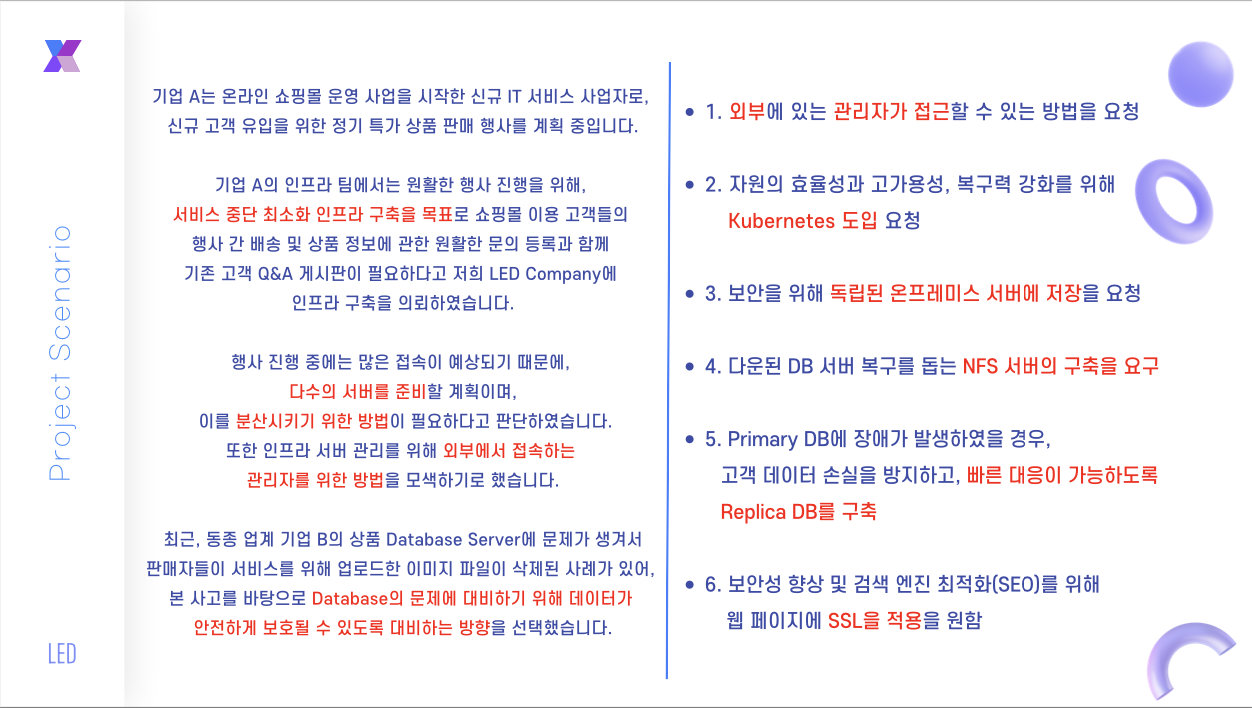 Project Scenario
LED
기업 A는 온라인 쇼핑몰 운영 사업을 시작한 신규 IT 서비스 사업자로,
신규 고객 유입을 위한 정기 특가 상품 판매 행사를 계획 중입니다.
기업 A의 인프라 팀에서는 원활한 행사 진행을 위해,
서비스 중단 최소화 인프라 구축을 목표로 쇼핑몰 이용 고객들의
행사 간 배송 및 상품 정보에 관한 원활한 문의 등록과 함께
기존 고객 Q&A 게시판이 필요하다고 저희 LED Company에
인프라 구축을 의뢰하였습니다.
행사 진행 중에는 많은 접속이 예상되기 때문에,
다수의 서버를 준비할 계획이며,
이를 분산시키기 위한 방법이 필요하다고 판단하였습니다.
또한 인프라 서버 관리를 위해 외부에서 접속하는
관리자를 위한 방법을 모색하기로 했습니다.
최근, 동종 업계 기업 B의 상품 Database Server에 문제가 생겨서
판매자들이 서비스를 위해 업로드한 이미지 파일이 삭제된 사례가 있어,
본 사고를 바탕으로 Database의 문제에 대비하기 위해 데이터가
안전하게 보호될 수 있도록 대비하는 방향을 선택했습니다.
• 1. 외부에 있는 관리자가 접근할 수 있는 방법을 요청
• 2. 자원의 효율성과 고가용성, 복구력 강화를 위해
Kubernetes 도입 요청
• 3. 보안을 위해 독립된 온프레미스 서버에 저장을 요청
• 4. 다운된 DB 서버 복구를 돕는 NFS 서버의 구축을 요구
• 5. Primary DB에 장애가 발생하였을 경우,
고객 데이터 손실을 방지하고, 빠른 대응이 가능하도록
Replica DB를 구축
• 6. 보안성 향상 및 검색 엔진 최적화(SEO)를 위해
웹 페이지에 SSL을 적용을 원함